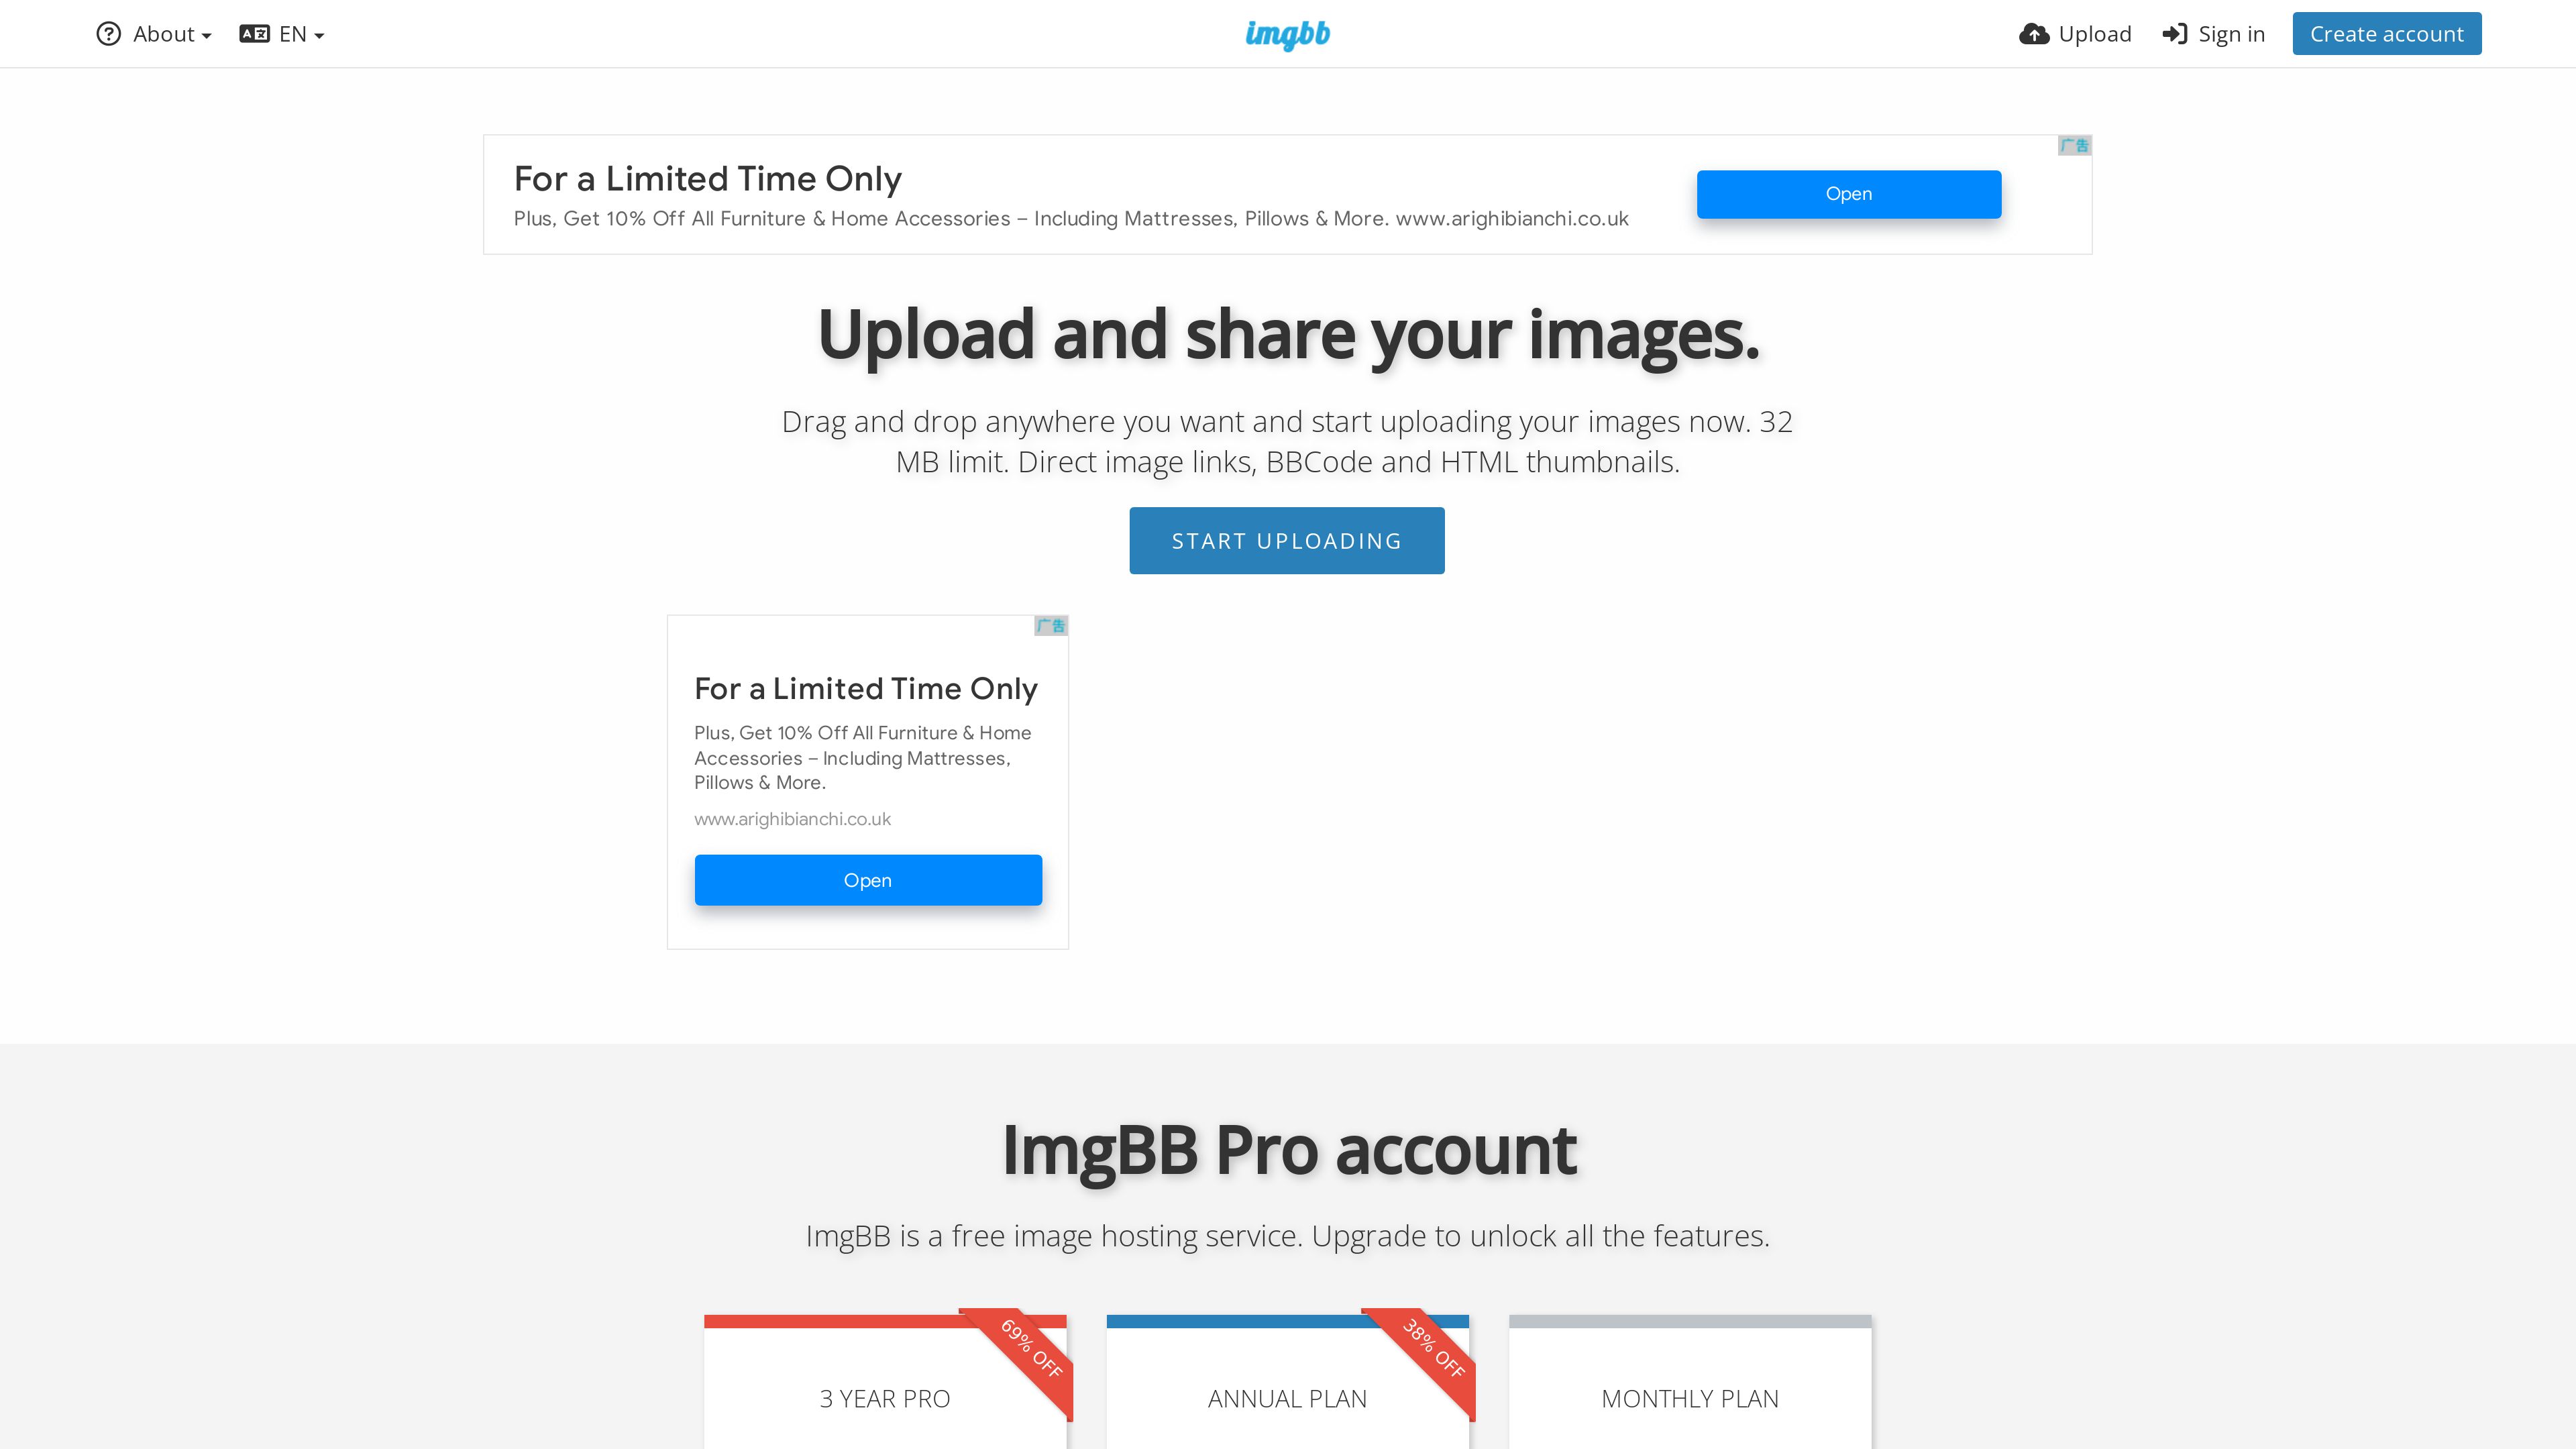 About
EN
imgbb
Upload
Sign in
Create account
广告
For a Limited Time Only
Plus, Get 10% Off All Furniture & Home Accessories – Including Mattresses, Pillows & More. www.arighibianchi.co.uk
Open
Upload and share your images.
Drag and drop anywhere you want and start uploading your images now. 32
MB limit. Direct image links, BBCode and HTML thumbnails.
START UPLOADING
广告
For a Limited Time Only
Plus, Get 10% Off All Furniture & Home
Accessories – Including Mattresses,
Pillows & More.
www.arighibianchi.co.uk
Open
ImgBB Pro account
ImgBB is a free image hosting service. Upgrade to unlock all the features.
69% OFF
3 YEAR PRO
38% OFF
ANNUAL PLAN
MONTHLY PLAN